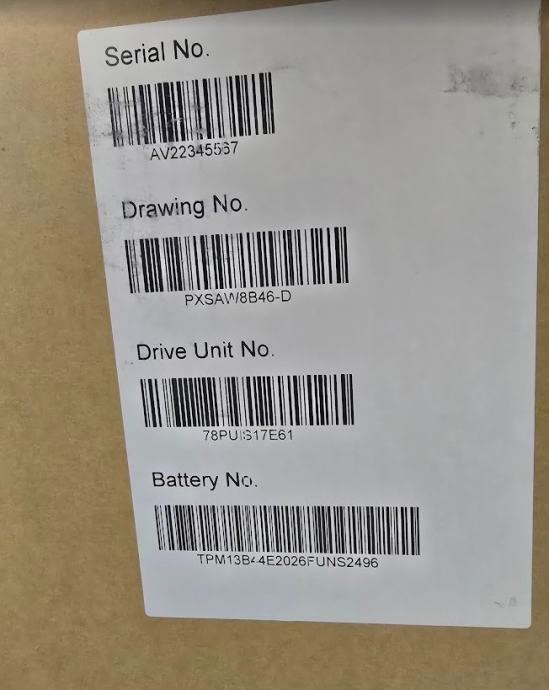 Serial No.
AV22345567
Drawing No.
PXSAW8B46-D
Drive Unit No.
Battery No.